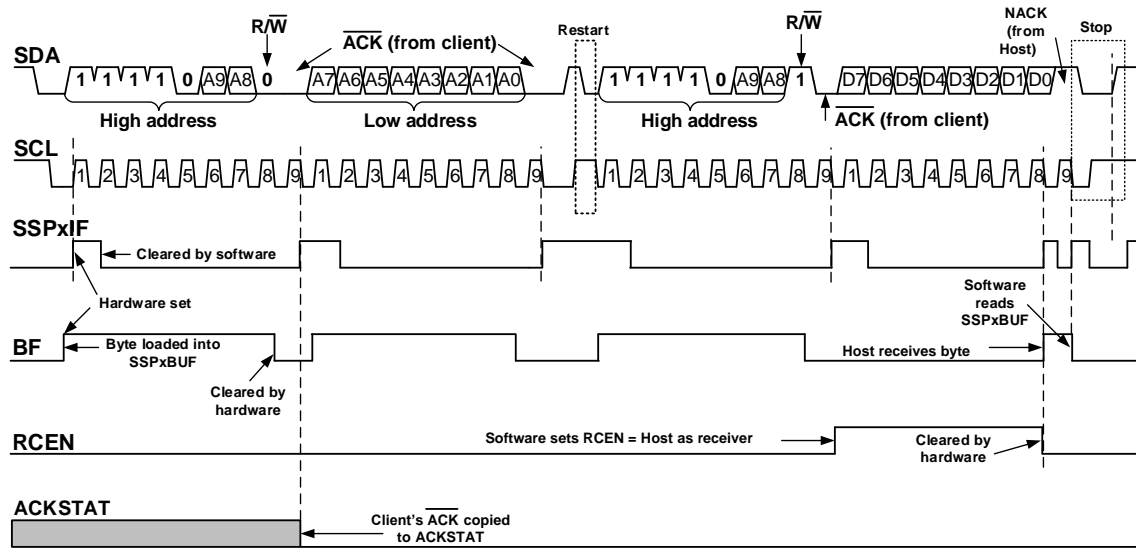 R/W
ACK (from client)
Restart
R/W
NACK
(from
Host)
Stop
SDA
1 1 1 1 0 A9 A8 0 A7 A6 A5 A4 A3 A2 A1 A0 1 1 1 1 0 A9 A8 1 D7 D6 D5 D4 D3 D2 D1 D0
High address
Low address
High address
ACK (from client)
SCL
1 2 3 4 5 6 7 8 9 1 2 3 4 5 6 7 8 9 1 2 3 4 5 6 7 8 9 1 2 3 4 5 6 7 8 9
SSPxIF
Cleared by software
Hardware set
Software
reads
SSPxBUF
BF
Byte loaded into
SSPxBUF
Cleared by
hardware
Host receives byte
RCEN
Software sets RCEN = Host as receiver
Cleared by
hardware
ACKSTAT
Client's ACK copied
to ACKSTAT